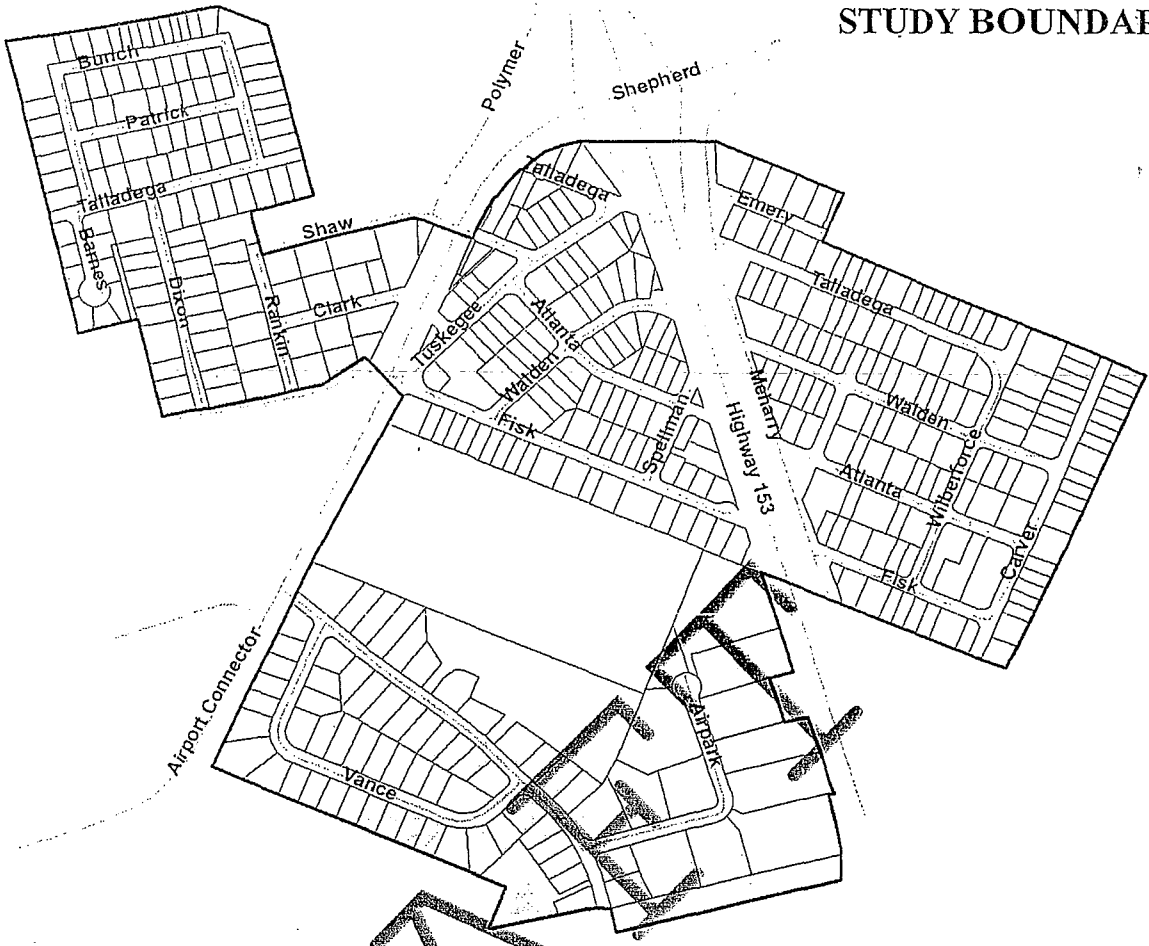 STUDY BOUNDAR
Bunch
Polymer
Shepherd
Patrick
Talladega
Talladega
Emery
Shaw
Barnes
Dixon
Rankin
Clark
Talladega
Tuskegee
Atlanta
Walden
Meharry
Walden
Fisk
Spellman
Highway 153
Atlanta
Wilberforce
Carver
Fisk
Airport Connector
Airpark
Vance